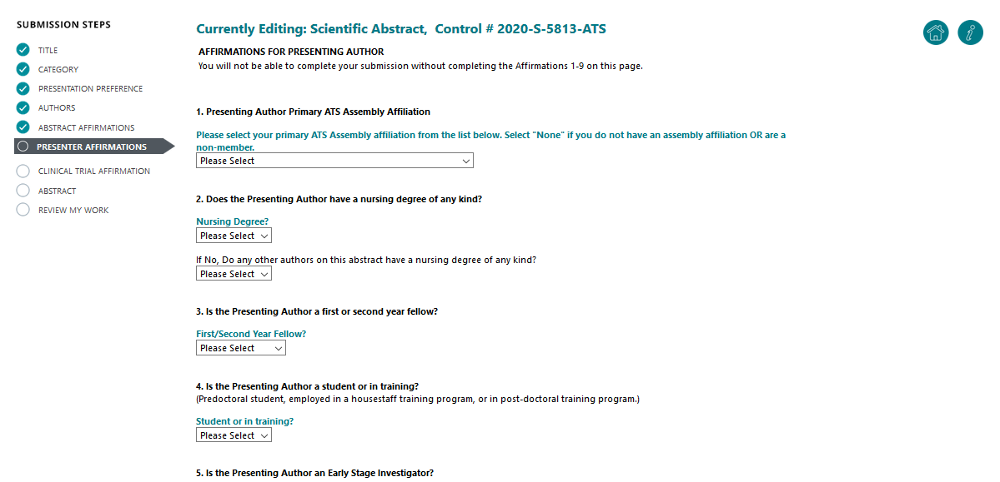 SUBMISSION STEPS
TITLE
CATEGORY
PRESENTATION PREFERENCE
AUTHORS
ABSTRACT AFFIRMATIONS
PRESENTER AFFIRMATIONS
CLINICAL TRIAL AFFIRMATION
ABSTRACT
REVIEW MY WORK
Currently Editing: Scientific Abstract, Control # 2020-S-5813-ATS
i
AFFIRMATIONS FOR PRESENTING AUTHOR
You will not be able to complete your submission without completing the Affirmations 1-9 on this page.
1. Presenting Author Primary ATS Assembly Affiliation
Please select your primary ATS Assembly affiliation from the list below. Select "None" if you do not have an assembly affiliation OR are a
non-member.
Please Select
2. Does the Presenting Author have a nursing degree of any kind?
Nursing Degree?
Please Select
If No, Do any other authors on this abstract have a nursing degree of any kind?
Please Select
3. Is the Presenting Author a first or second year fellow?
First/Second Year Fellow?
Please Select
4. Is the Presenting Author a student or in training?
(Predoctoral student, employed in a housestaff training program, or in post-doctoral training program.)
Student or in training?
Please Select
5. Is the Presenting Author an Early Stage Investigator?